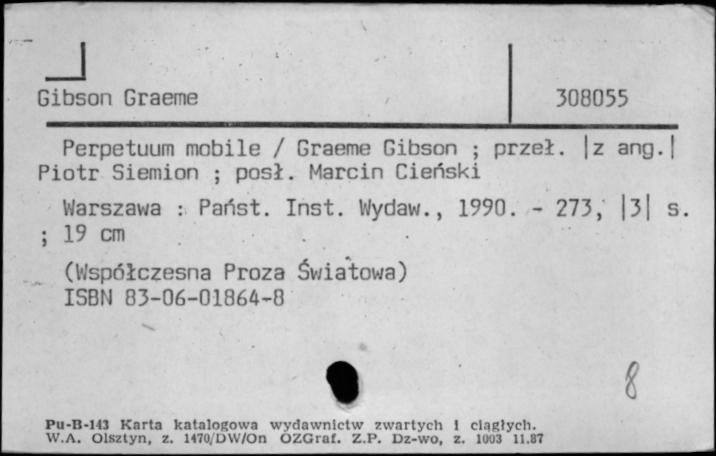 Gibson Graeme
308055
Perpetuum mobile / Graeme Gibson ; przeł. |z ang.|
Piotr Siemion ; posł. Marcin Cieński
Warszawa : Państ. Inst. Wydaw., 1990. - 273, |3| s.
; 19 cm
(Współczesna Proza Światowa)
ISBN 83-06-01864-8
8
Pu-B-143 Karta katalogowa wydawnictw zwartych i ciągłych.
W.A. Olsztyn, z. 1470/DW/On OZGraf. Z.P. Dz-wo, z. 1003 11.87